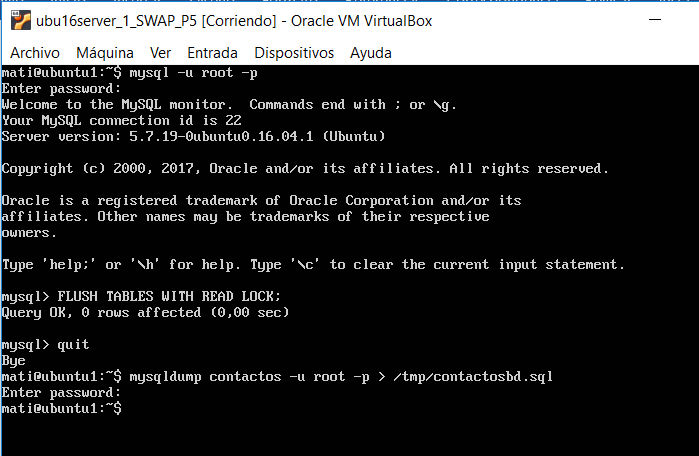 ubu16server_1_SWAP_P5 [Corriendo] - Oracle VM VirtualBox
Archivo Máquina Ver Entrada Dispositivos Ayuda
mati@ubuntu1:~$ mysql -u root -p
Enter password:
Welcome to the MySQL monitor.  Commands end with ; or \g.
Your MySQL connection id is 22
Server version: 5.7.19-0ubuntu0.16.04.1 (Ubuntu)
Copyright (c) 2000, 2017, Oracle and/or its affiliates. All rights reserved.
Oracle is a registered trademark of Oracle Corporation and/or its
affiliates. Other names may be trademarks of their respective
owners.
Type 'help;' or '\h' for help. Type '\c' to clear the current input statement.
mysql> FLUSH TABLES WITH READ LOCK;
Query OK, 0 rows affected (0,00 sec)
mysql> quit
Bye
mati@ubuntu1:~$ mysqldump contactos -u root -p > /tmp/contactosbd.sql
Enter password:
mati@ubuntu1:~$